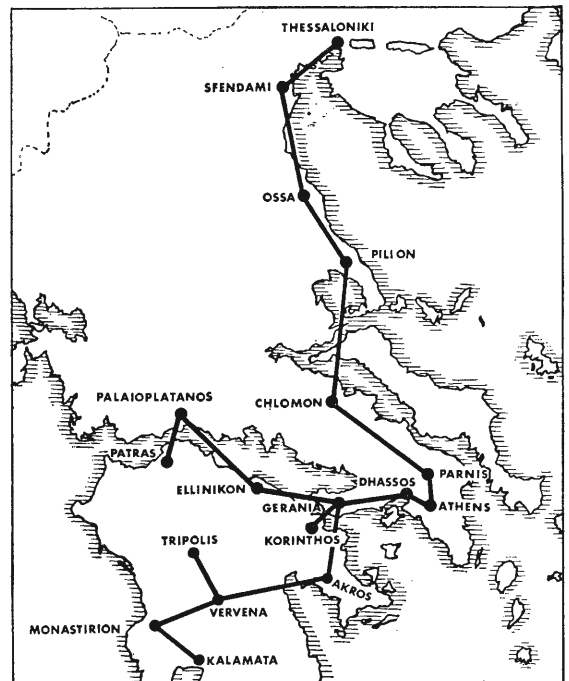 THESSALONIKI
SFENDAMI
OSSA
PILION
PALAIOPLATANOS
CHLOMON
PATRAS
ELLINIKON
DHASSOS
PARNIS
GERANIA
ATHENS
TRIPOLIS
KORINTHOS
AKROS
VERVENA
MONASTIRION
KALAMATA